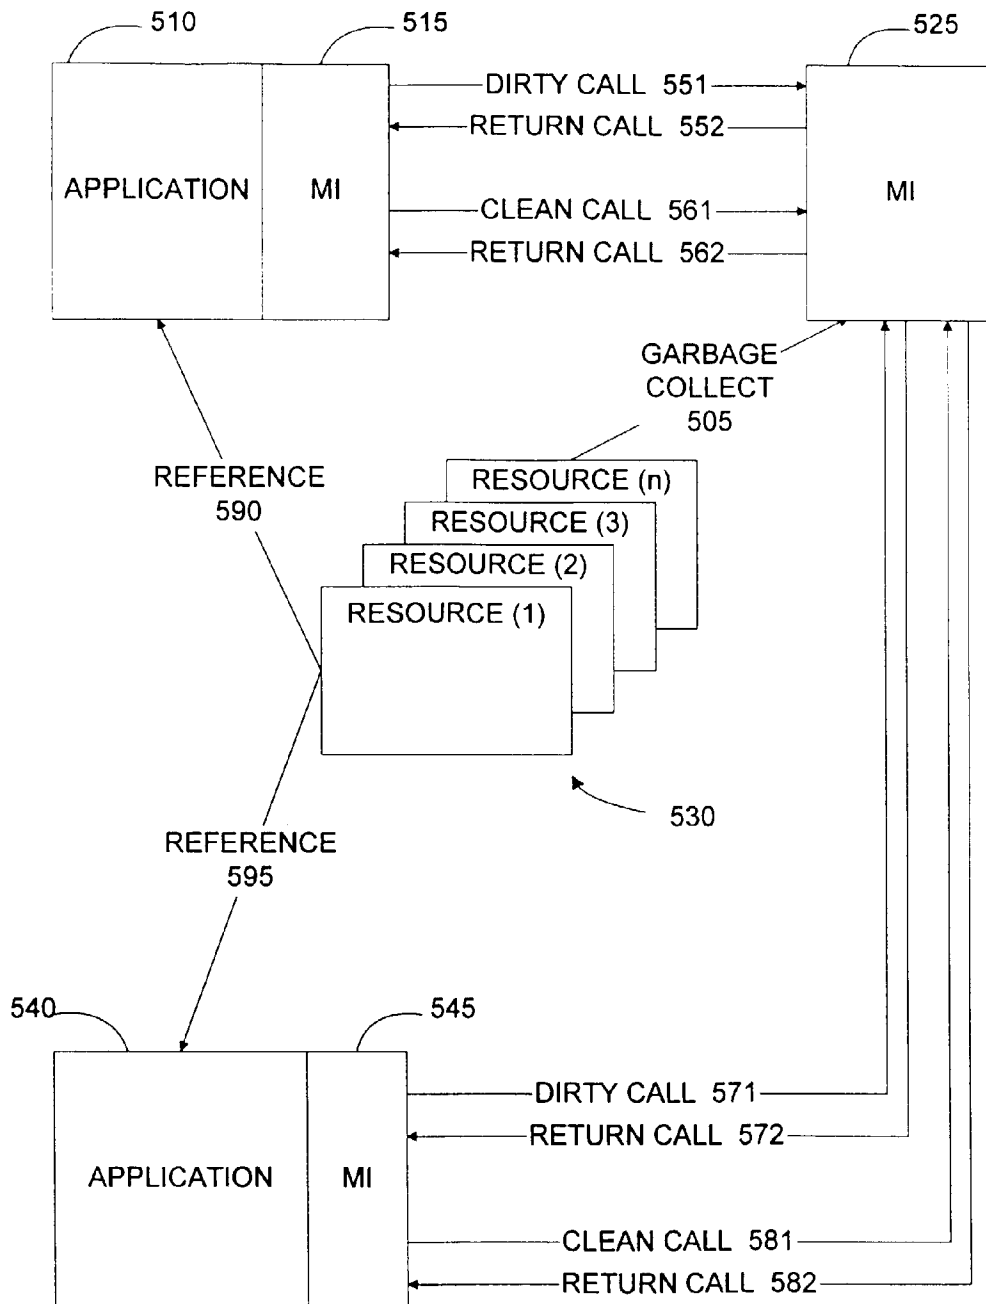 510
515
525
DIRTY CALL 551
RETURN CALL 552
APPLICATION
MI
MI
CLEAN CALL 561
RETURN CALL 562
GARBAGE
COLLECT
505
REFERENCE
590
RESOURCE (n)
RESOURCE (3)
RESOURCE (2)
RESOURCE (1)
530
REFERENCE
595
540
545
DIRTY CALL 571
RETURN CALL 572
APPLICATION
MI
CLEAN CALL 581
RETURN CALL 582